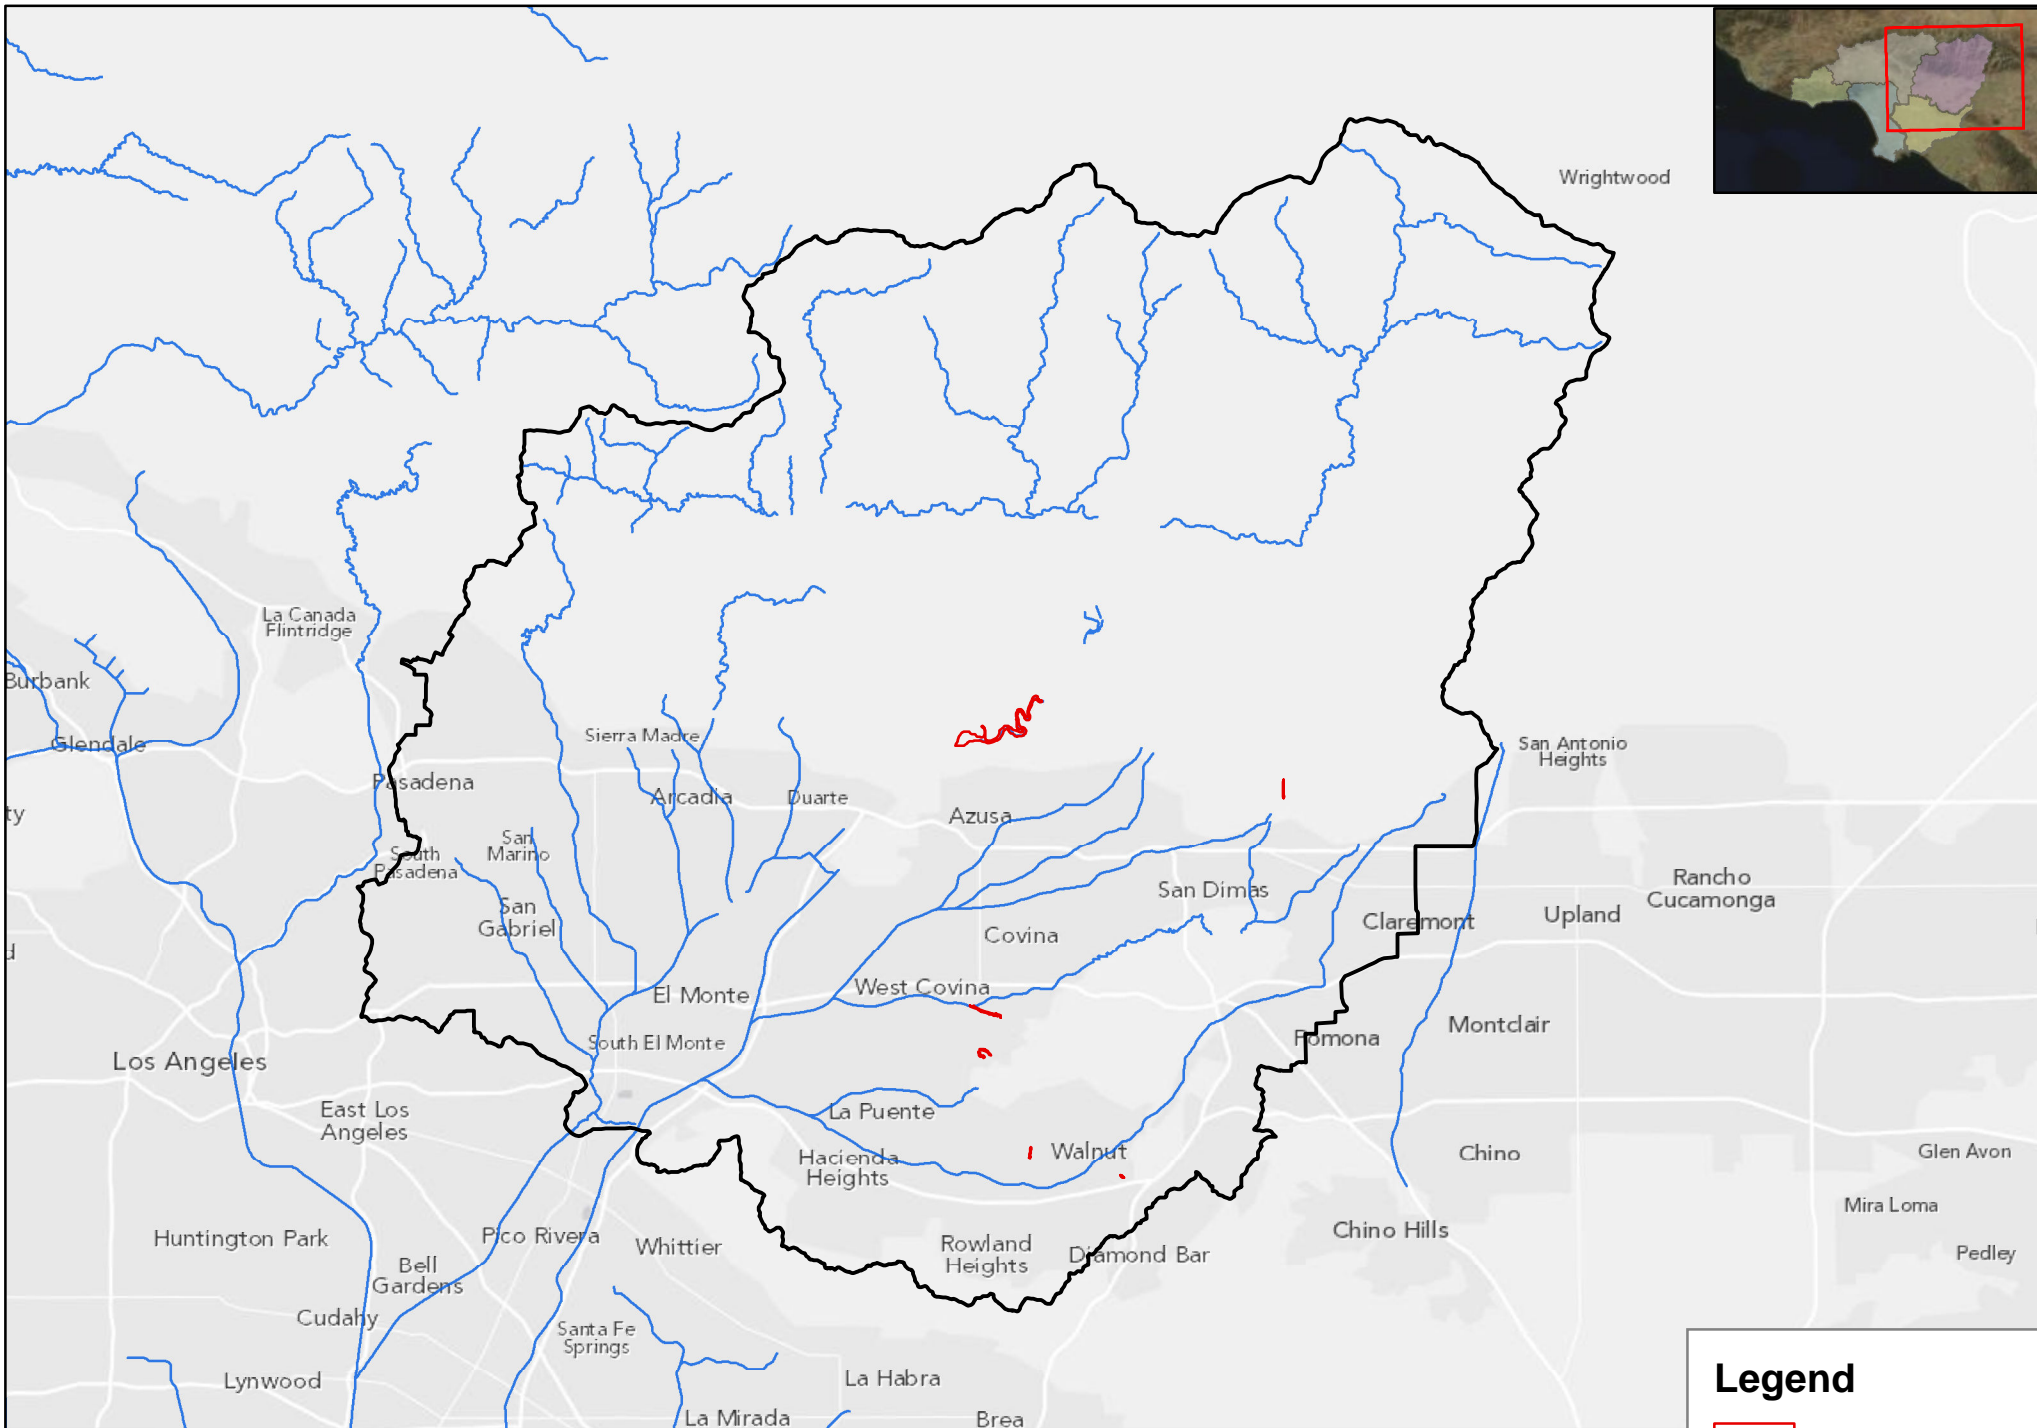 Wrightwood
La Canada
Flintridge
Burbank
Glendale
Sierra Madre
San Antonio
Heights
Pasadena
Arcadia
Duarte
Azusa
ty
San
Marino
South
Pasadena
San Dimas
Rancho
Cucamonga
San
Gabriel
Claremont
Upland
Covina
d
El Monte
West Covina
South El Monte
Pomona
Montclair
Los Angeles
East Los
Angeles
La Puente
Hacienda
Heights
Walnut
Chino
Glen Avon
Mira Loma
Huntington Park
Pico Rivera
Whittier
Rowland
Heights
Diamond Bar
Chino Hills
Pedley
Bell
Gardens
Cudahy
Santa Fe
Springs
Lynwood
La Habra
La Mirada
Brea
Legend